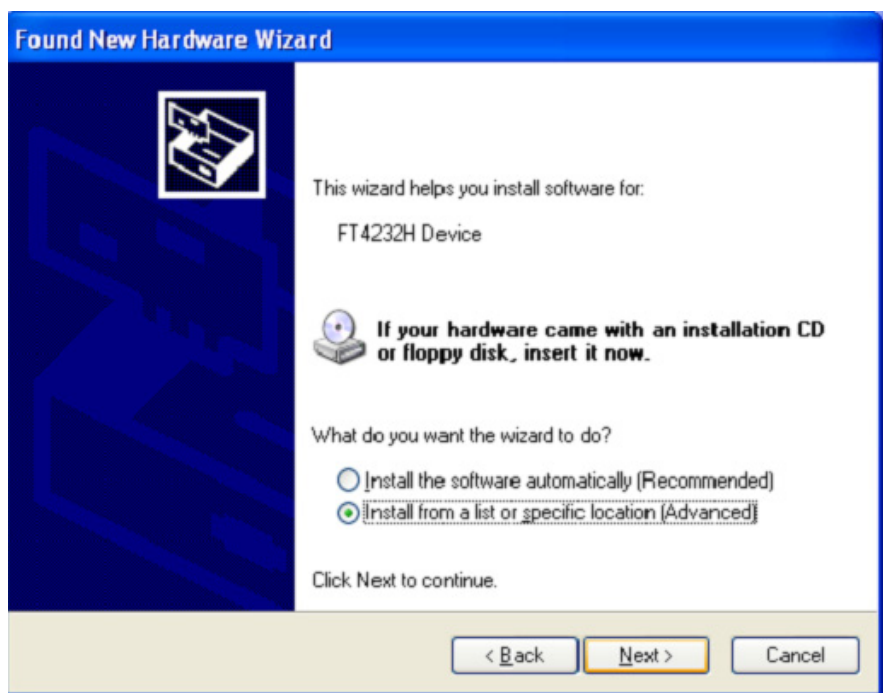 Found New Hardware Wizard
This wizard helps you install software for:
FT4232H Device
If your hardware came with an installation CD
or floppy disk, insert it now.
What do you want the wizard to do?
Install the software automatically (Recommended)
Install from a list or specific location (Advanced)
Click Next to continue.
< Back
Next >
Cancel